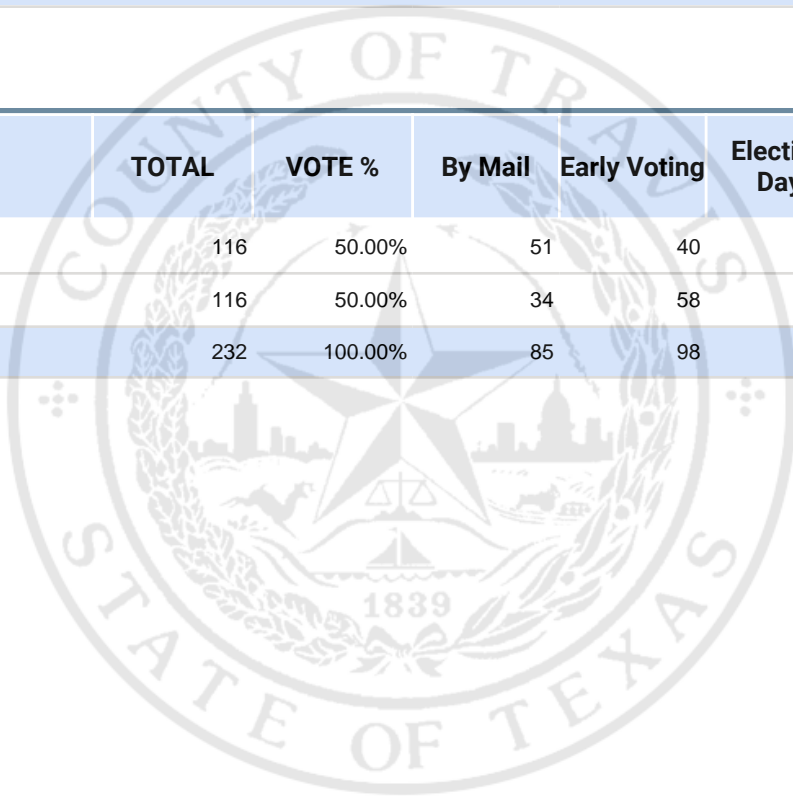 COUNTY OF TRAVIS
TOTAL VOTE % By Mail Early Voting
116 50.00% 51 40
116 50.00% 34 58
232 100.00% 85 98
1839
STATE OF TEXAS